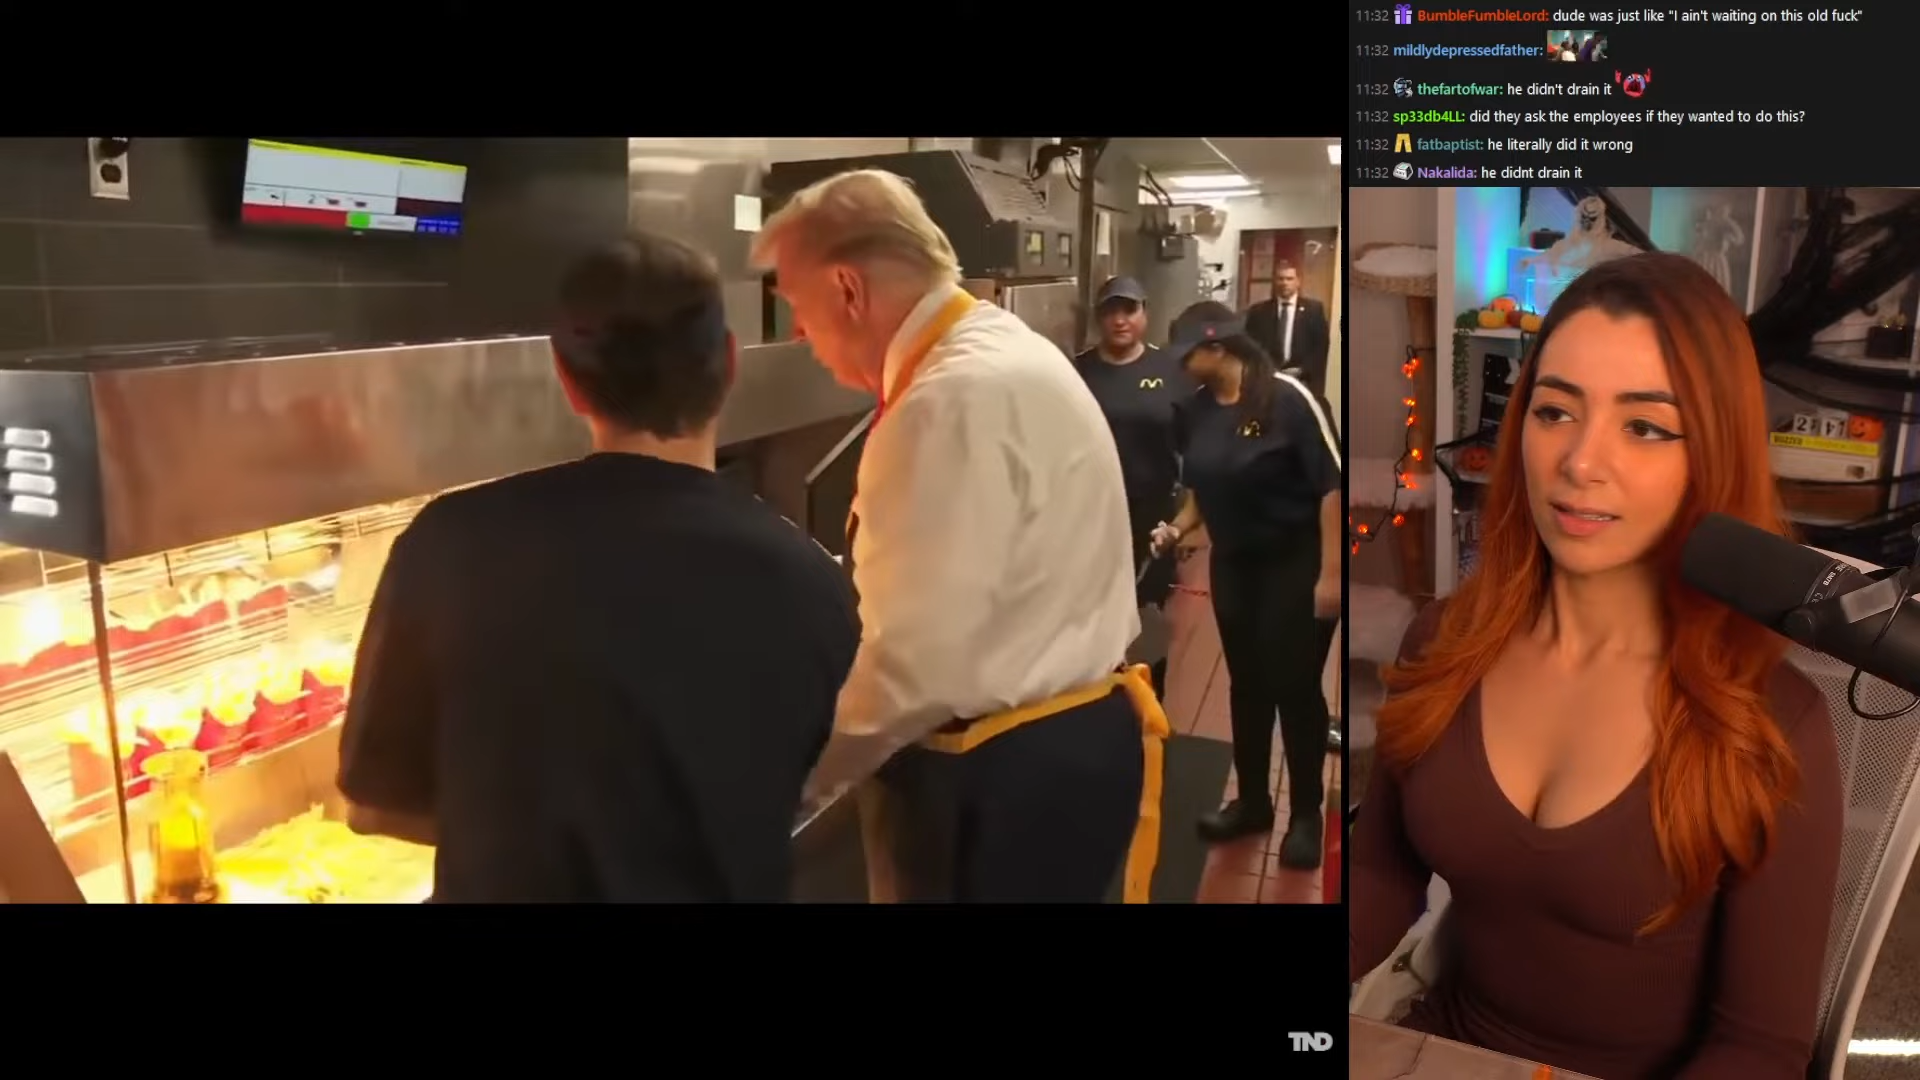 11:32 BumbleFumbleLord: dude was just like "I ain't waiting on this old fuck"
11:32 mildlydepressedfather:
11:32 thefartofwar: he didn't drain it
11:32 sp33db4LL: did they ask the employees if they wanted to do this?
11:32 fatbaptist: he literally did it wrong
11:32 Nakalida: he didnt drain it
TND